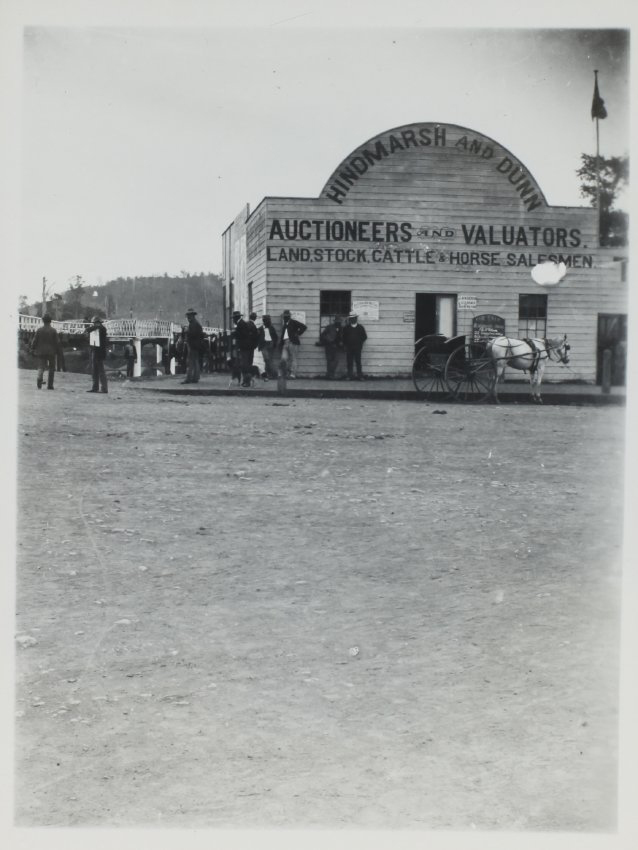 HINDMARSH AND DUNN
AUCTIONEERS AND VALUATORS.
LAND, STOCK, CATTLE & HORSE SALESMEN.